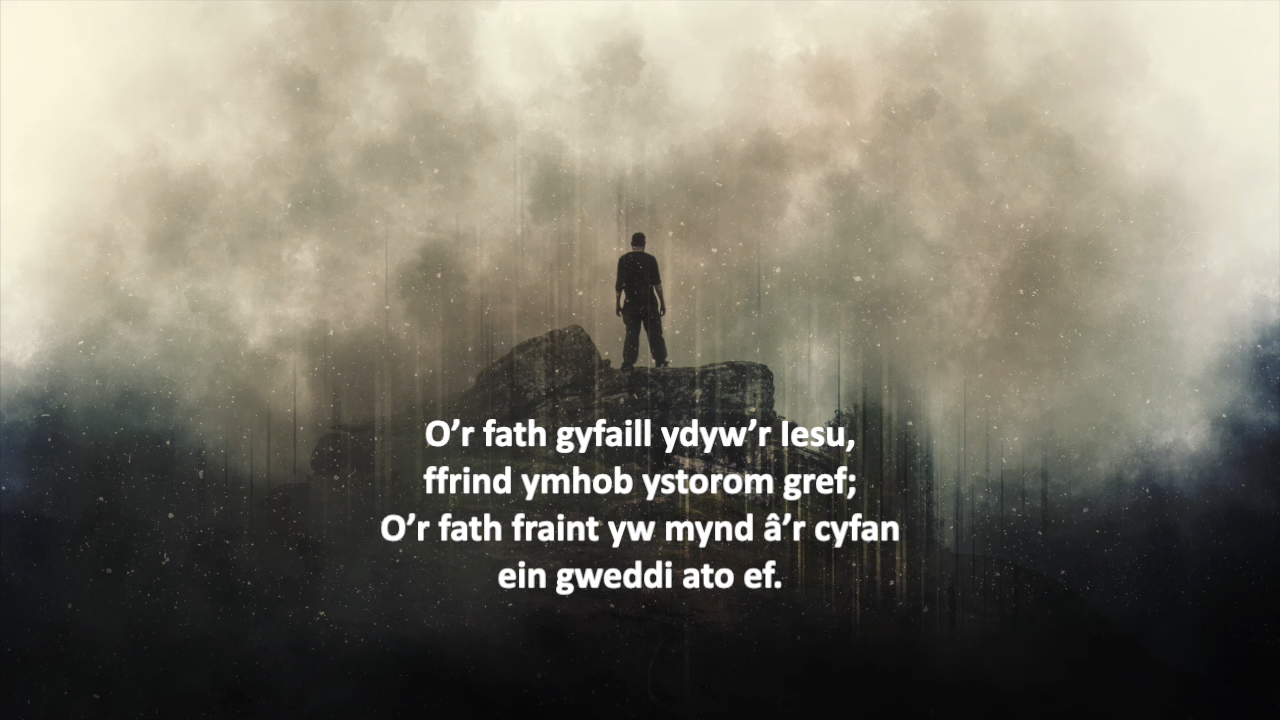 O’r fath gyfaill ydyw’r Iesu,
ffrind ymhob ystorom gref;
O’r fath fraint yw mynd â’r cyfan
ein gweddi ato ef.